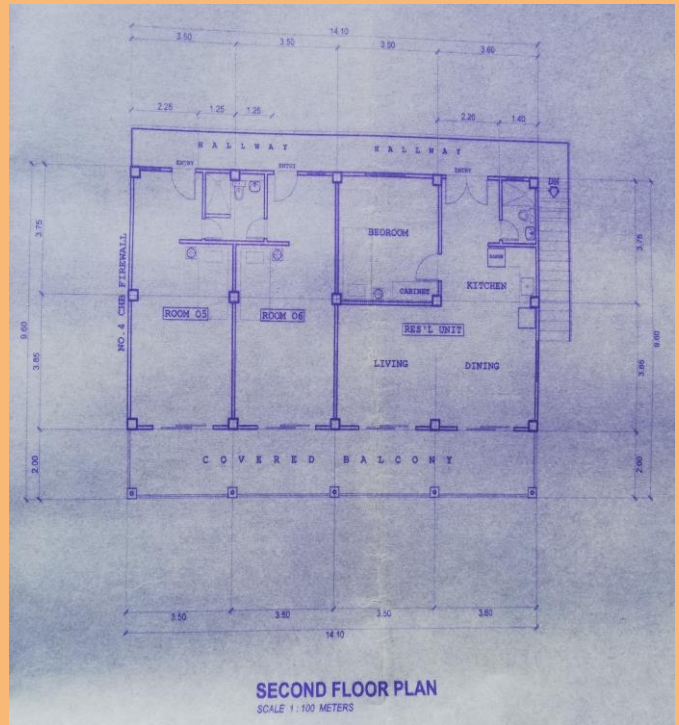 14.10
3.50 3.50 3.50 3.60
2.25 1.25 1.25 2.20 1.40
HALLWAY HALLWAY
ENTRY ENTRY ENTRY
DN
BEDROOM
3.75 3.75
NO. 4 CHB FIREWALL
KITCHEN
CABINET
ROOM 05 ROOM 06 RES'L UNIT
9.60 9.60
3.85 3.85
LIVING DINING
COVERED BALCONY
2.00 2.00
3.50 3.50 3.50 3.60
14.10
SECOND FLOOR PLAN
SCALE 1:100 METERS